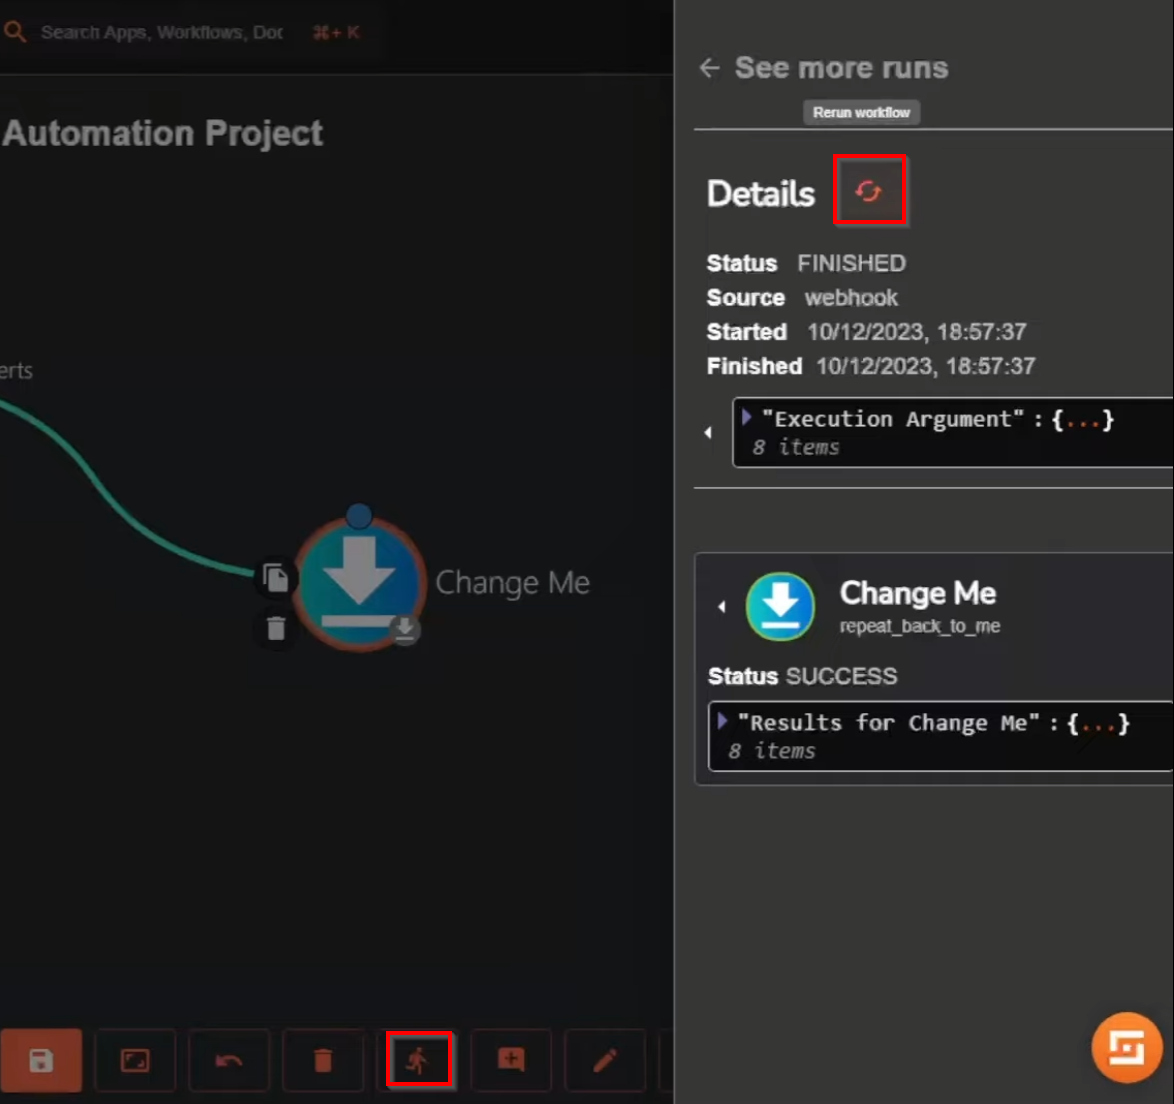 Search Apps, Workflows, Doc ⌘+ K
Automation Project
erts
Change Me
← See more runs
Rerun workflow
Details
Status FINISHED
Source webhook
Started 10/12/2023, 18:57:37
Finished 10/12/2023, 18:57:37
"Execution Argument" : {...}
8 items
Change Me
repeat_back_to_me
Status SUCCESS
"Results for Change Me" : {...}
8 items